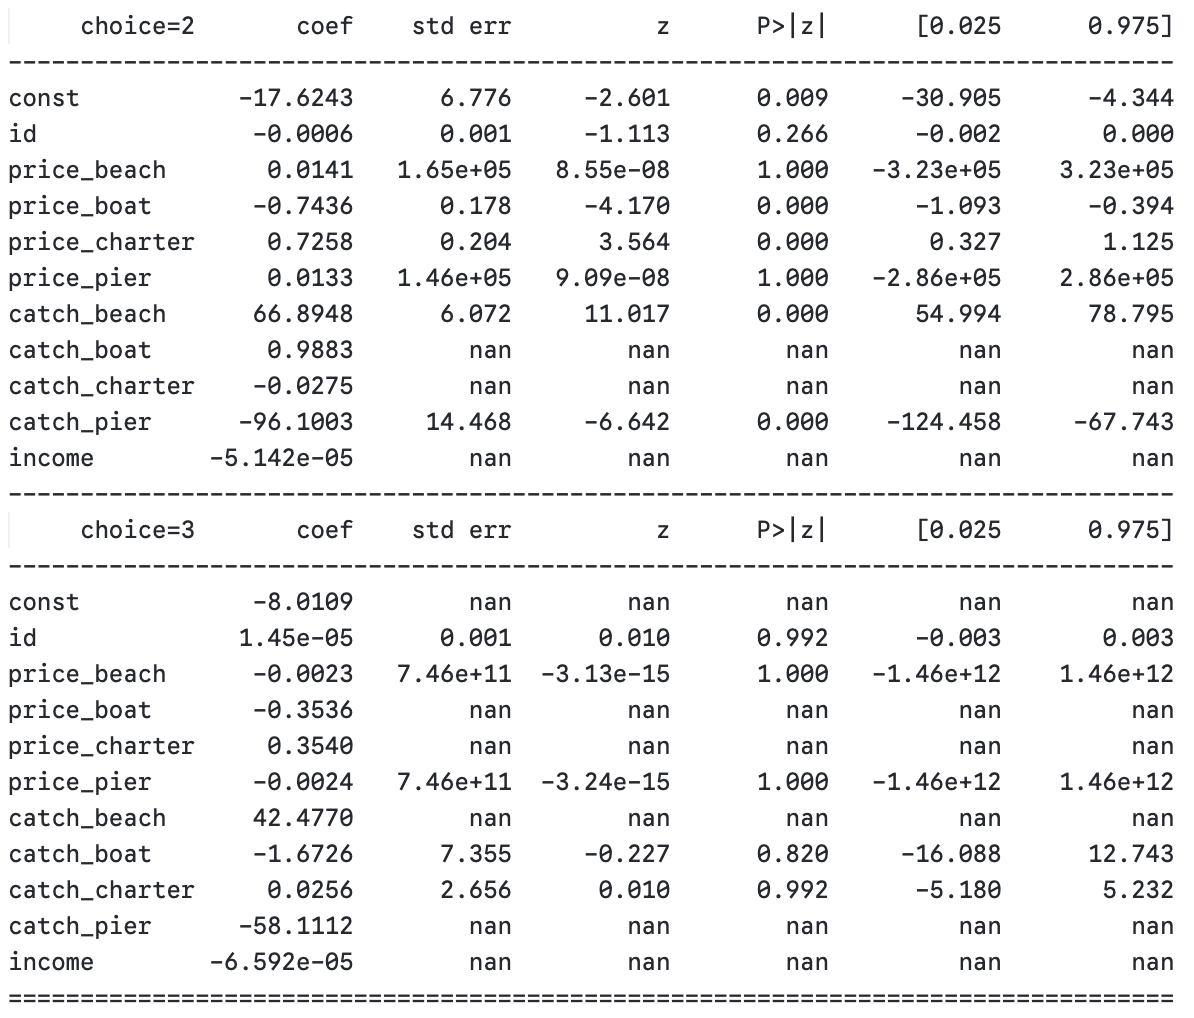 choice=2 coef std err z P>|z| [0.025 0.975]
--------------------------------------------------------------------------------
const -17.6243 6.776 -2.601 0.009 -30.905 -4.344
id -0.0006 0.001 -1.113 0.266 -0.002 0.000
price_beach 0.0141 1.65e+05 8.55e-08 1.000 -3.23e+05 3.23e+05
price_boat -0.7436 0.178 -4.170 0.000 -1.093 -0.394
price_charter 0.7258 0.204 3.564 0.000 0.327 1.125
price_pier 0.0133 1.46e+05 9.09e-08 1.000 -2.86e+05 2.86e+05
catch_beach 66.8948 6.072 11.017 0.000 54.994 78.795
catch_boat 0.9883 nan nan nan nan nan
catch_charter -0.0275 nan nan nan nan nan
catch_pier -96.1003 14.468 -6.642 0.000 -124.458 -67.743
income -5.142e-05 nan nan nan nan nan
--------------------------------------------------------------------------------
choice=3 coef std err z P>|z| [0.025 0.975]
--------------------------------------------------------------------------------
const -8.0109 nan nan nan nan nan
id 1.45e-05 0.001 0.010 0.992 -0.003 0.003
price_beach -0.0023 7.46e+11 -3.13e-15 1.000 -1.46e+12 1.46e+12
price_boat -0.3536 nan nan nan nan nan
price_charter 0.3540 nan nan nan nan nan
price_pier -0.0024 7.46e+11 -3.24e-15 1.000 -1.46e+12 1.46e+12
catch_beach 42.4770 nan nan nan nan nan
catch_boat -1.6726 7.355 -0.227 0.820 -16.088 12.743
catch_charter 0.0256 2.656 0.010 0.992 -5.180 5.232
catch_pier -58.1112 nan nan nan nan nan
income -6.592e-05 nan nan nan nan nan
================================================================================